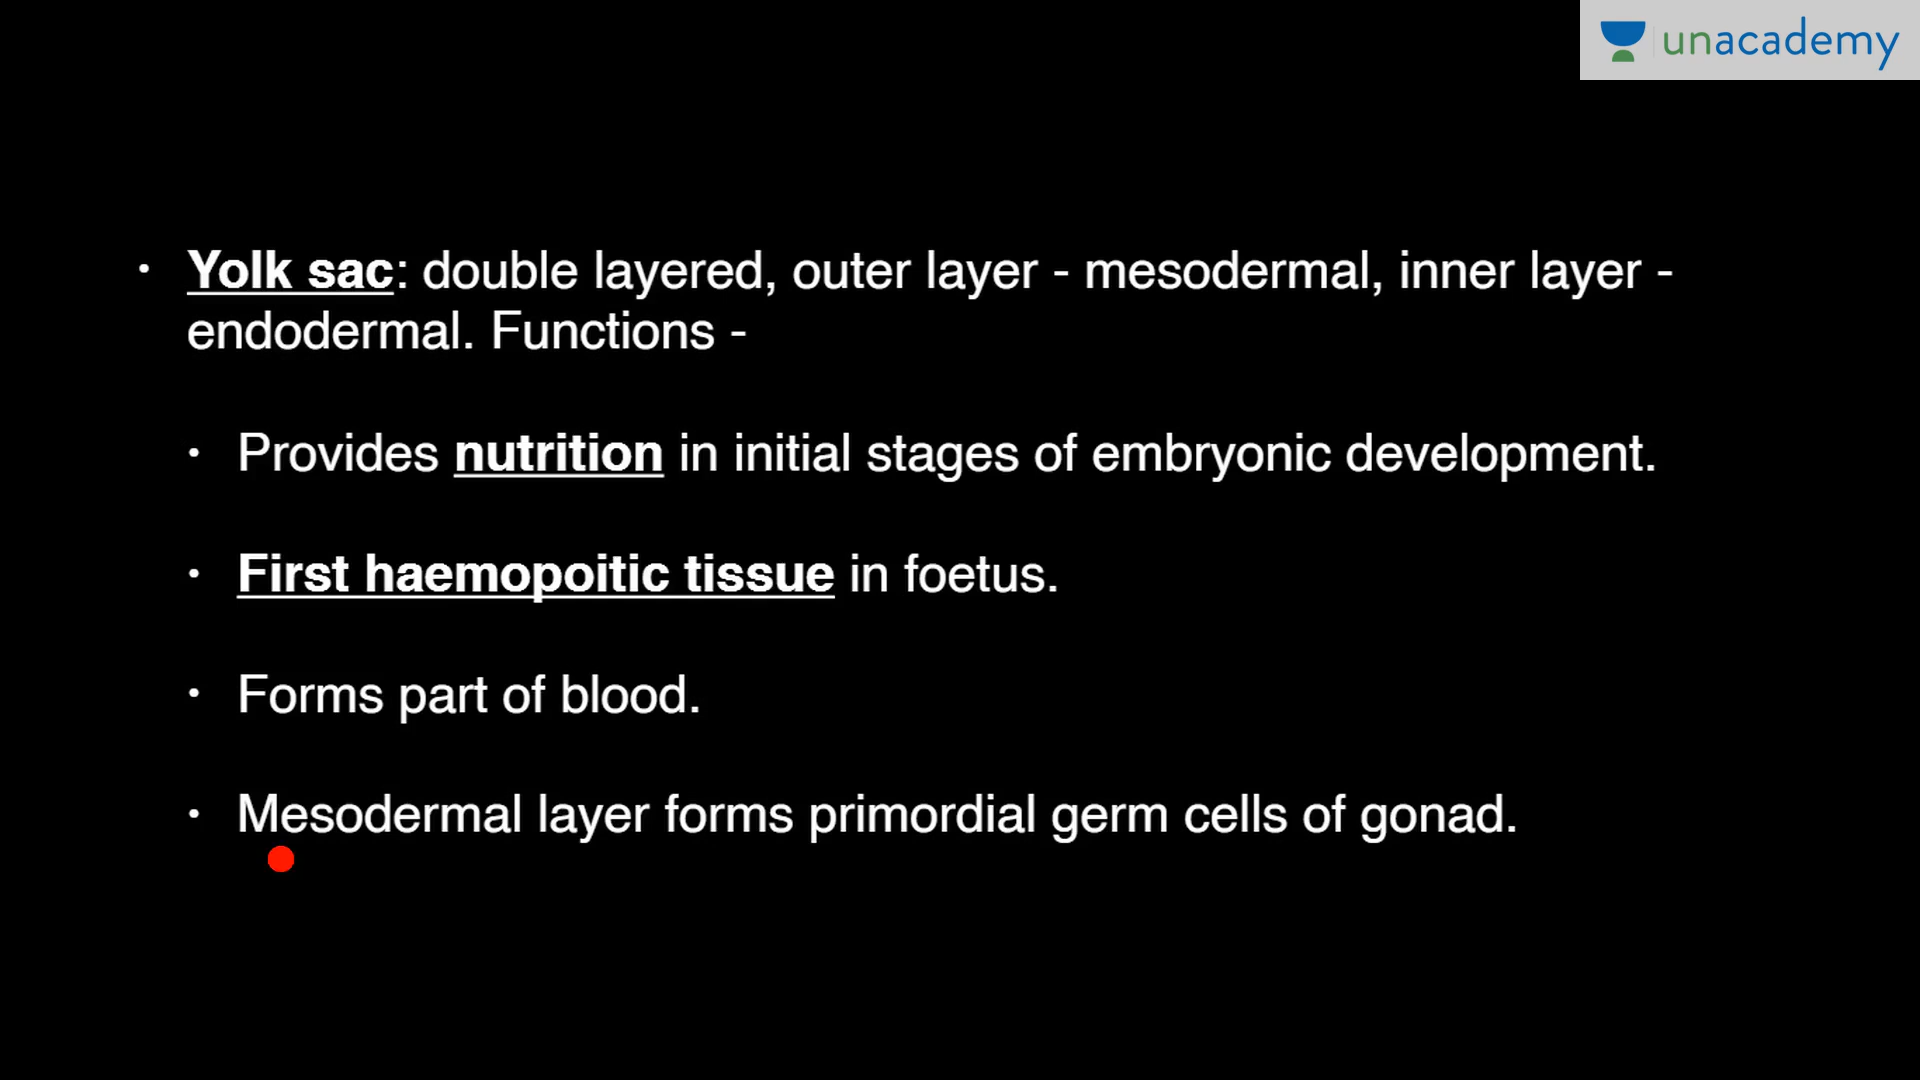 unacademy
• Yolk sac: double layered, outer layer - mesodermal, inner layer -
endodermal. Functions -
• Provides nutrition in initial stages of embryonic development.
• First haemopoitic tissue in foetus.
• Forms part of blood.
• Mesodermal layer forms primordial germ cells of gonad.